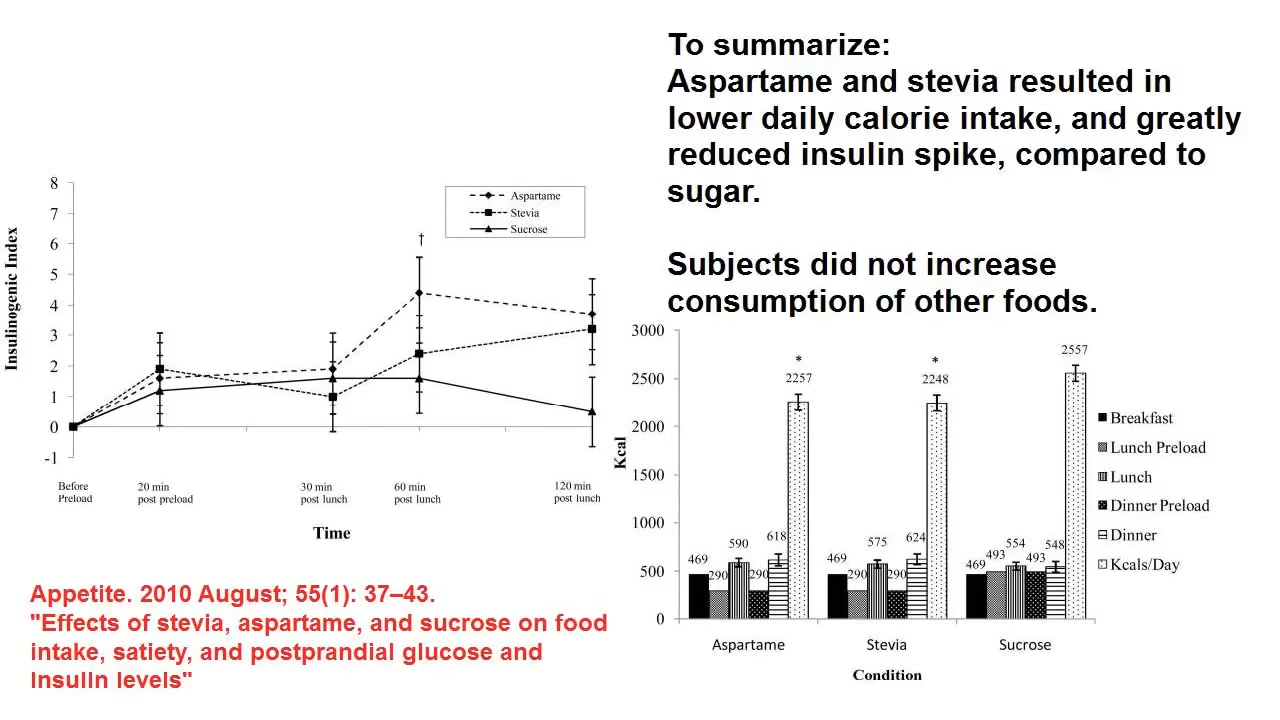 To summarize:
Aspartame and stevia resulted in
lower daily calorie intake, and greatly
reduced insulin spike, compared to
sugar.
Subjects did not increase
consumption of other foods.
Insulinogenic Index
8
7
6
5
4
3
2
1
0
-1
Aspartame
Stevia
Sucrose
†
Before
Preload
20 min
post preload
30 min
post lunch
60 min
post lunch
120 min
post lunch
Time
Kcal
3000
2500
2000
1500
1000
500
0
469
290
590
290
618
*
2257
469
290
575
290
624
*
2248
469
493
554
493
548
2557
Aspartame
Stevia
Sucrose
Condition
Breakfast
Lunch Preload
Lunch
Dinner Preload
Dinner
Kcals/Day
Appetite. 2010 August; 55(1): 37–43.
"Effects of stevia, aspartame, and sucrose on food
intake, satiety, and postprandial glucose and
insulin levels"